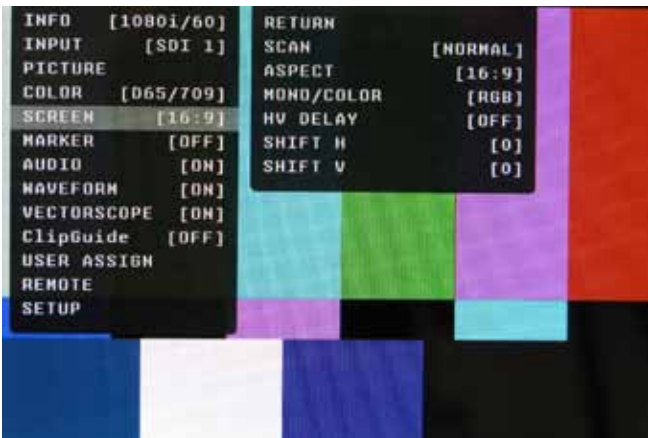 INFO [1080i/60]
INPUT [SDI 1]
PICTURE
COLOR [D65/709]
SCREEN [16:9]
MARKER [OFF]
AUDIO [ON]
WAVEFORM [ON]
VECTORSCOPE [ON]
ClipGuide [OFF]
USER ASSIGN
REMOTE
SETUP
RETURN
SCAN [NORMAL]
ASPECT [16:9]
MONO/COLOR [RGB]
HV DELAY [OFF]
SHIFT H [0]
SHIFT V [0]